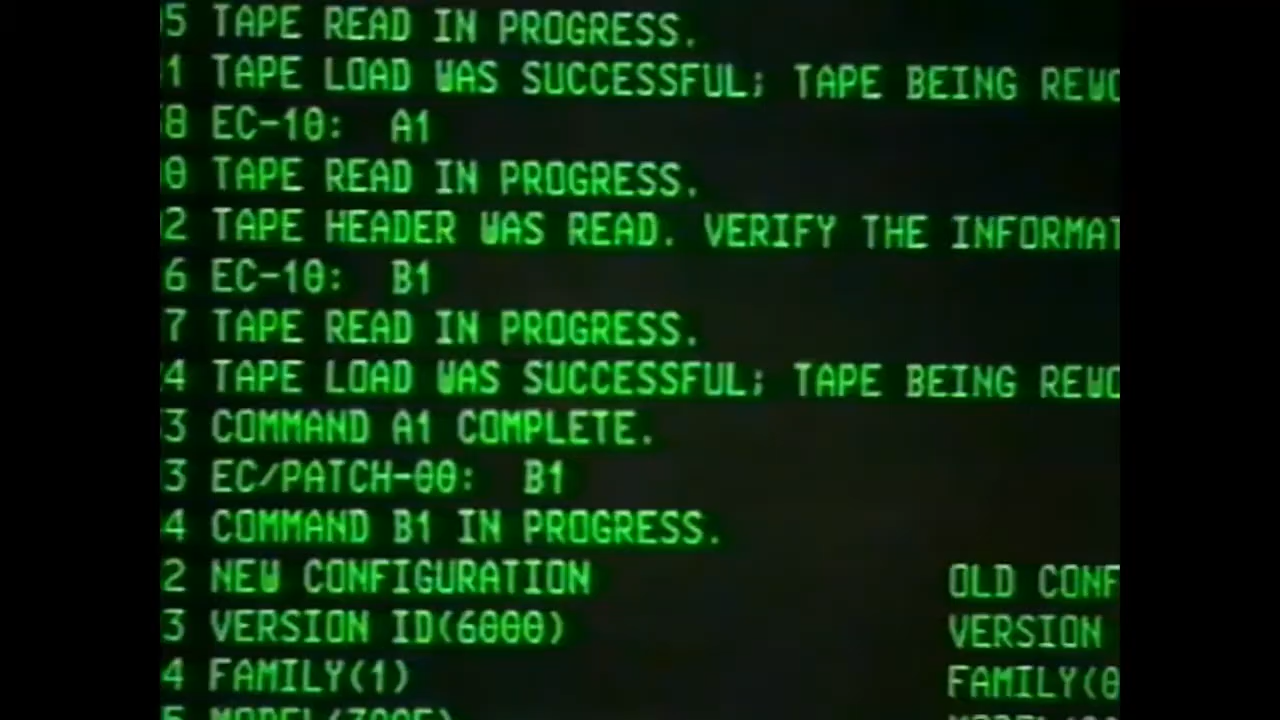 5 TAPE READ IN PROGRESS.
1 TAPE LOAD WAS SUCCESSFUL; TAPE BEING REWO
8 EC-10: A1
0 TAPE READ IN PROGRESS.
2 TAPE HEADER WAS READ. VERIFY THE INFORMAT
6 EC-10: B1
7 TAPE READ IN PROGRESS.
4 TAPE LOAD WAS SUCCESSFUL; TAPE BEING REWO
3 COMMAND A1 COMPLETE.
3 EC/PATCH-00: B1
4 COMMAND B1 IN PROGRESS.
2 NEW CONFIGURATION OLD CONF
3 VERSION ID(6000) VERSION
4 FAMILY(1) FAMILY(0